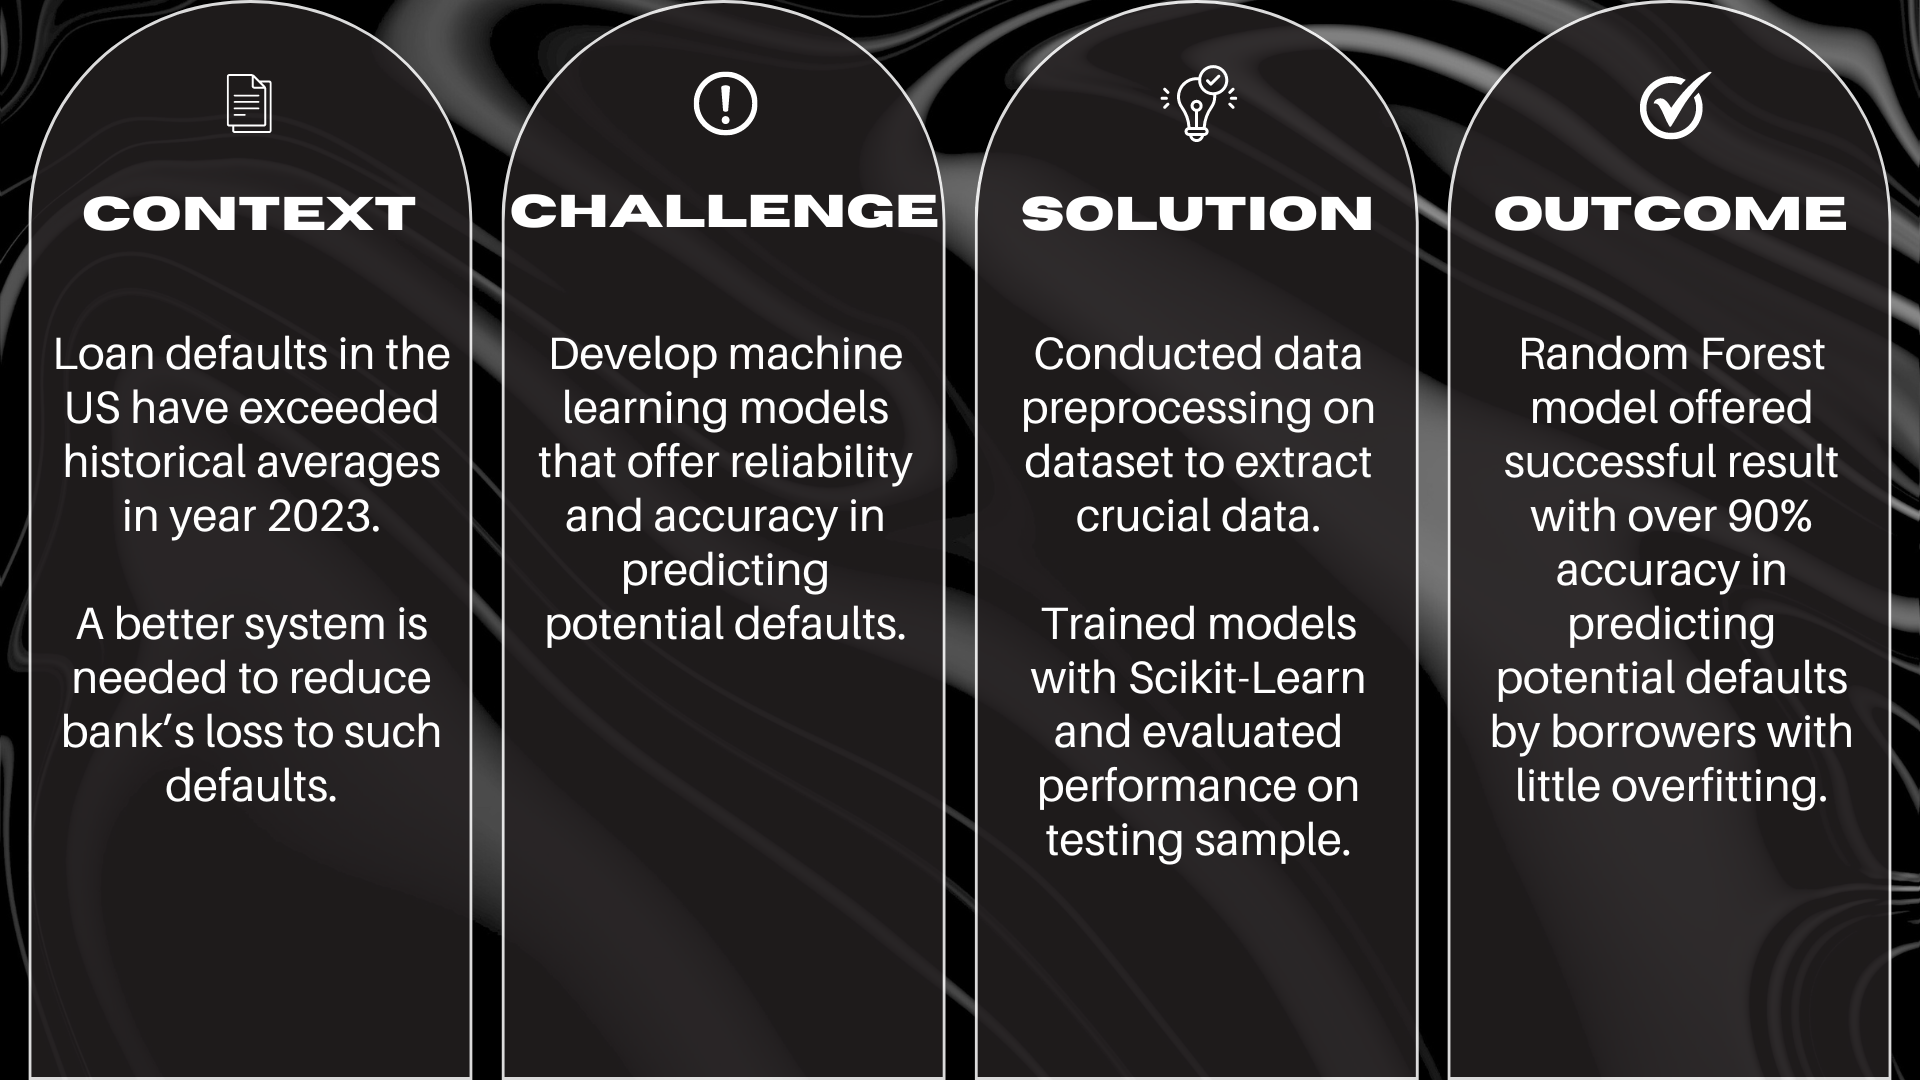 CONTEXT
Loan defaults in the
US have exceeded
historical averages
in year 2023.
A better system is
needed to reduce
bank’s loss to such
defaults.
CHALLENGE
Develop machine
learning models
that offer reliability
and accuracy in
predicting
potential defaults.
SOLUTION
Conducted data
preprocessing on
dataset to extract
crucial data.
Trained models
with Scikit-Learn
and evaluated
performance on
testing sample.
OUTCOME
Random Forest
model offered
successful result
with over 90%
accuracy in
predicting
potential defaults
by borrowers with
little overfitting.